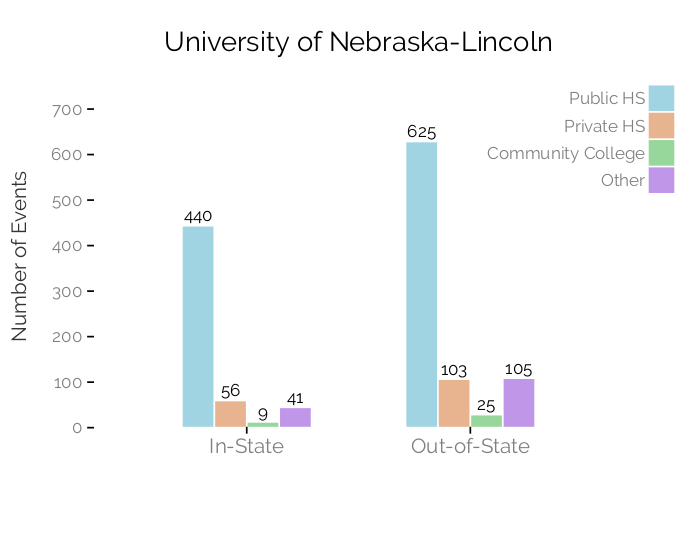 University of Nebraska-Lincoln
Public HS
Private HS
Community College
Other
Number of Events
700
600
500
400
300
200
100
0
440
56
9
41
625
103
25
105
In-State
Out-of-State